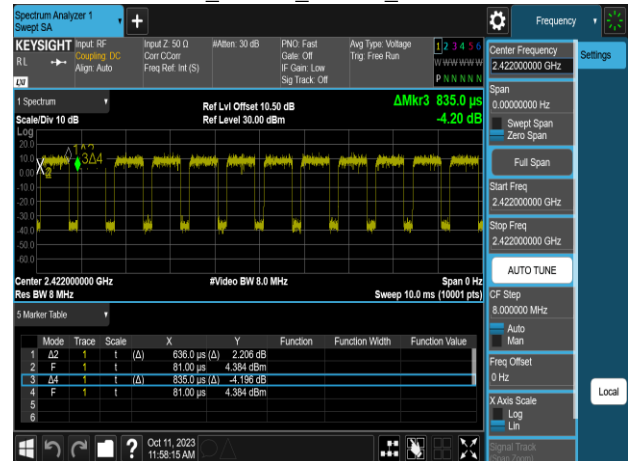 Spectrum Analyzer 1
Swept SA
+
Frequency
KEYSIGHT
RL
LXI
Input: RF
Coupling: DC
Align: Auto
Input Z: 50 Ω
Corr CCorr
Freq Ref: Int (S)
#Atten: 30 dB
PNO: Fast
Gate: Off
IF Gain: Low
Sig Track: Off
Avg Type: Voltage
Trig: Free Run
1 2 3 4 5 6
W W W W W W
P N N N N N
Center Frequency
2.422000000 GHz
Settings
Span
0.00000000 Hz
Swept Span
Zero Span
Full Span
Start Freq
2.422000000 GHz
Stop Freq
2.422000000 GHz
AUTO TUNE
CF Step
8.000000 MHz
Auto
Man
Freq Offset
0 Hz
X Axis Scale
Log
Lin
Signal Track
(Span Zoom)
Local
1 Spectrum
Scale/Div 10 dB
Ref Lvl Offset 10.50 dB
Ref Level 30.00 dBm
ΔMkr3 835.0 µs
-4.20 dB
Log
20.0
10.0
0.00
-10.0
-20.0
-30.0
-40.0
-50.0
-60.0
1Δ2
3Δ4
Center 2.422000000 GHz
Res BW 8 MHz
#Video BW 8.0 MHz
Span 0 Hz
Sweep 10.0 ms (10001 pts)
5 Marker Table
Mode Trace Scale X Y Function Function Width Function Value
1 Δ2 1 t (Δ) 636.0 µs (Δ) 2.206 dB
2 F 1 t 81.00 µs 4.384 dBm
3 Δ4 1 t (Δ) 835.0 µs (Δ) -4.196 dB
4 F 1 t 81.00 µs 4.384 dBm
5
6
?
Oct 11, 2023
11:58:15 AM